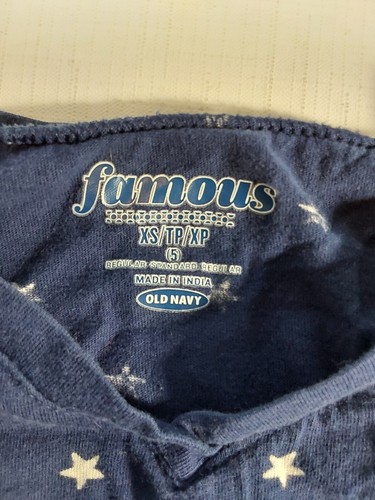 famous
XS/TP/XP
(5)
REGULAR-STANDARD-REGULAR
MADE IN INDIA
OLD NAVY